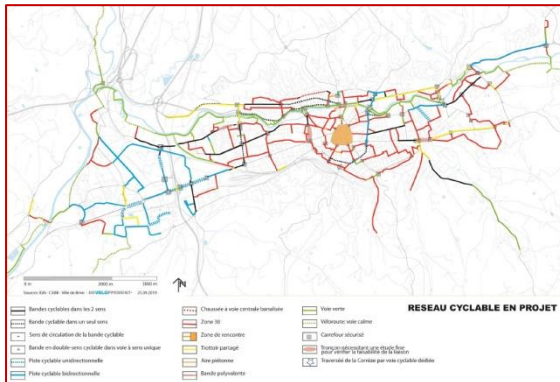 0 m 2000 m
RESEAU CYCLABLE EN PROJET
Bandes cyclables dans les 2 sens
Bande cyclable dans un seul sens
Sens de circulation de la bande cyclable
Bande en double-sens cyclable dans voie à sens unique
Piste cyclable unidirectionnelle
Piste cyclable bidirectionnelle
Chaussée à voie centrale banalisée
Zone 30
Zone de rencontre
Trottoir partagé
Aire piétonne
Bande polyvalente
Voie verte
Véloroute: voie calme
Carrefour sécurisé
Tronçon nécessitant une étude fine
pour vérifier la faisabilité de la liaison
Traversée de la Corrèze par voie cyclable dédiée